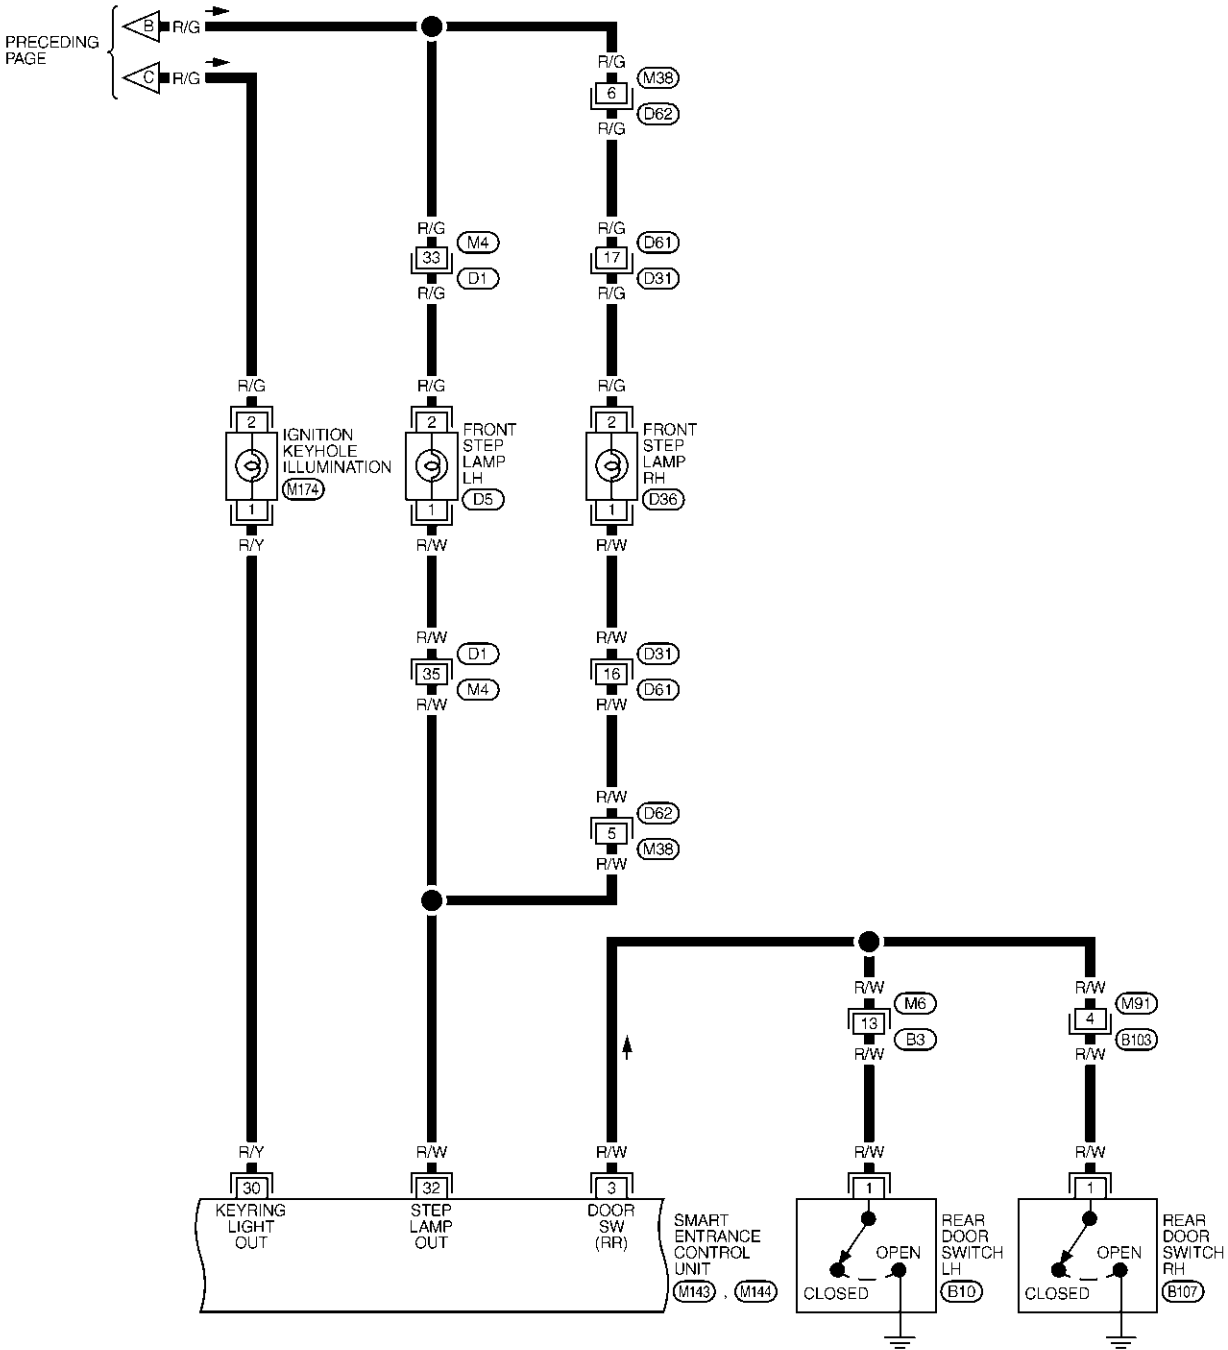 B R/G
PRECEDING
PAGE
C R/G
R/G
6
M38
D62
R/G
R/G
33
M4
D1
R/G
R/G
17
D61
D31
R/G
R/G
2
IGNITION
KEYHOLE
ILLUMINATION
M174
1
R/Y
R/G
2
FRONT
STEP
LAMP
LH
D5
1
R/W
R/G
2
FRONT
STEP
LAMP
RH
D36
1
R/W
R/W
35
D1
M4
R/W
R/W
16
D31
D61
R/W
R/W
5
D62
M38
R/W
R/W
13
M6
B3
R/W
R/W
4
M91
B103
R/W
R/Y
30
KEYRING
LIGHT
OUT
R/W
32
STEP
LAMP
OUT
R/W
3
DOOR
SW
(RR)
SMART
ENTRANCE
CONTROL
UNIT
M143 , M144
R/W
1
OPEN
CLOSED
REAR
DOOR
SWITCH
LH
B10
R/W
1
OPEN
CLOSED
REAR
DOOR
SWITCH
RH
B107